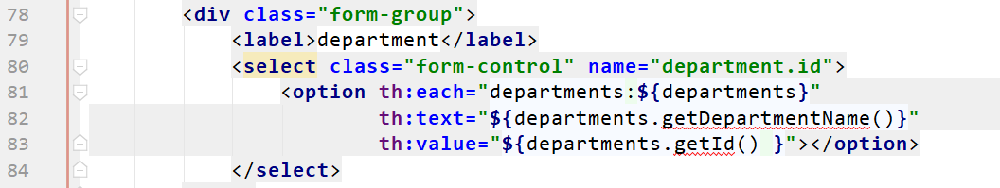 78 <div class="form-group">
79 <label>department</label>
80 <select class="form-control" name="department.id">
81 <option th:each="departments:${departments}"
82 th:text="${departments.getDepartmentName()}"
83 th:value="${departments.getId() }"></option>
84 </select>